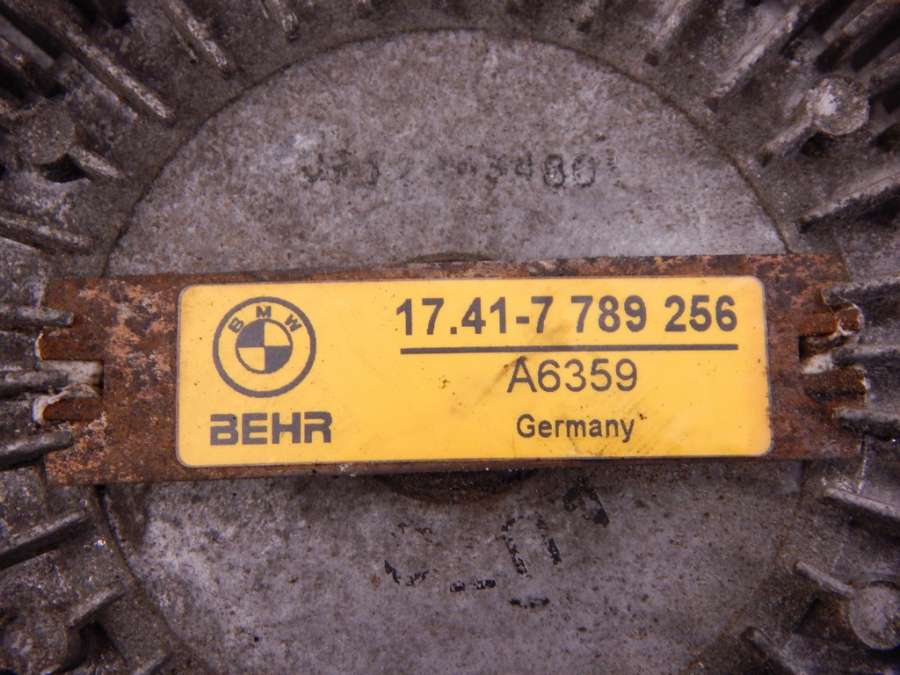 BMW
BEHR
17.41-7 789 256
A6359
Germany